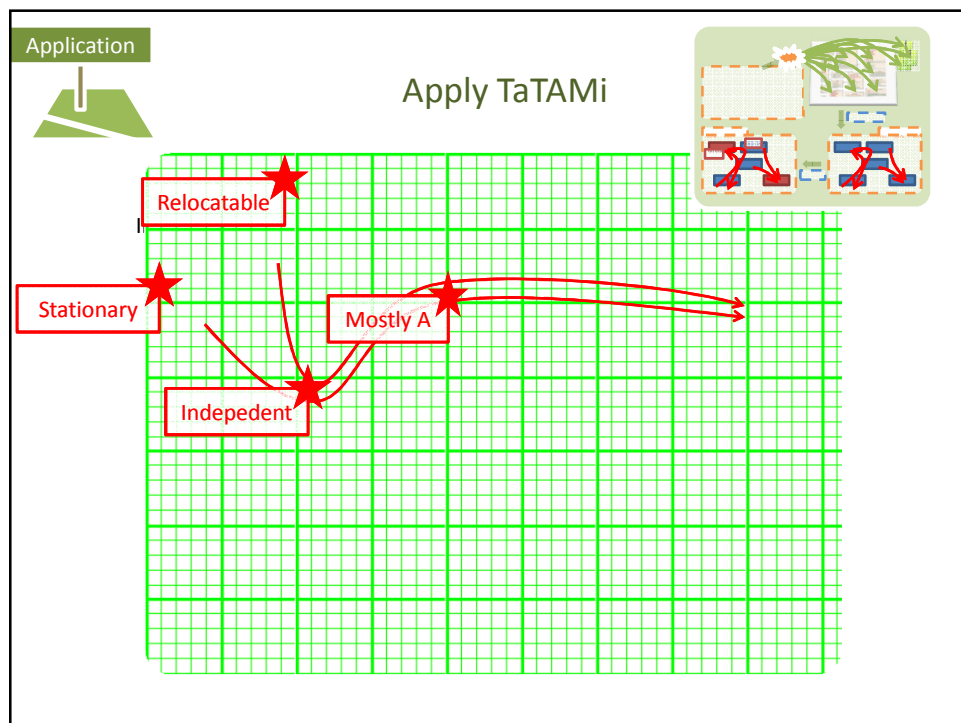 Application
Apply TaTAMi
Relocatable
Stationary
Mostly A
Indepedent